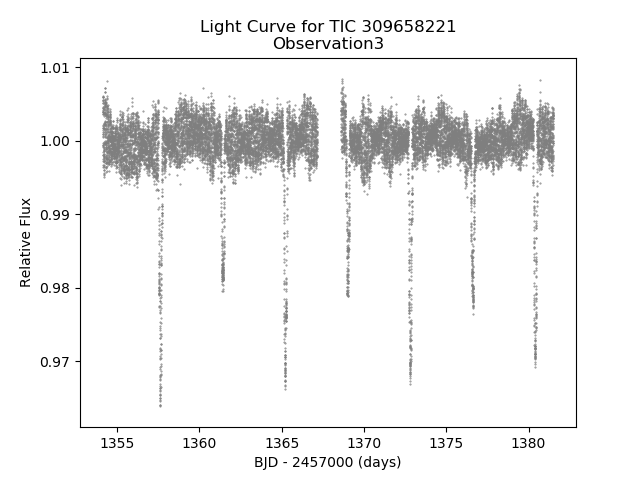 Light Curve for TIC 309658221
Observation3
1.01
1.00
0.99
0.98
0.97
Relative Flux
1355
1360
1365
1370
1375
1380
BJD - 2457000 (days)